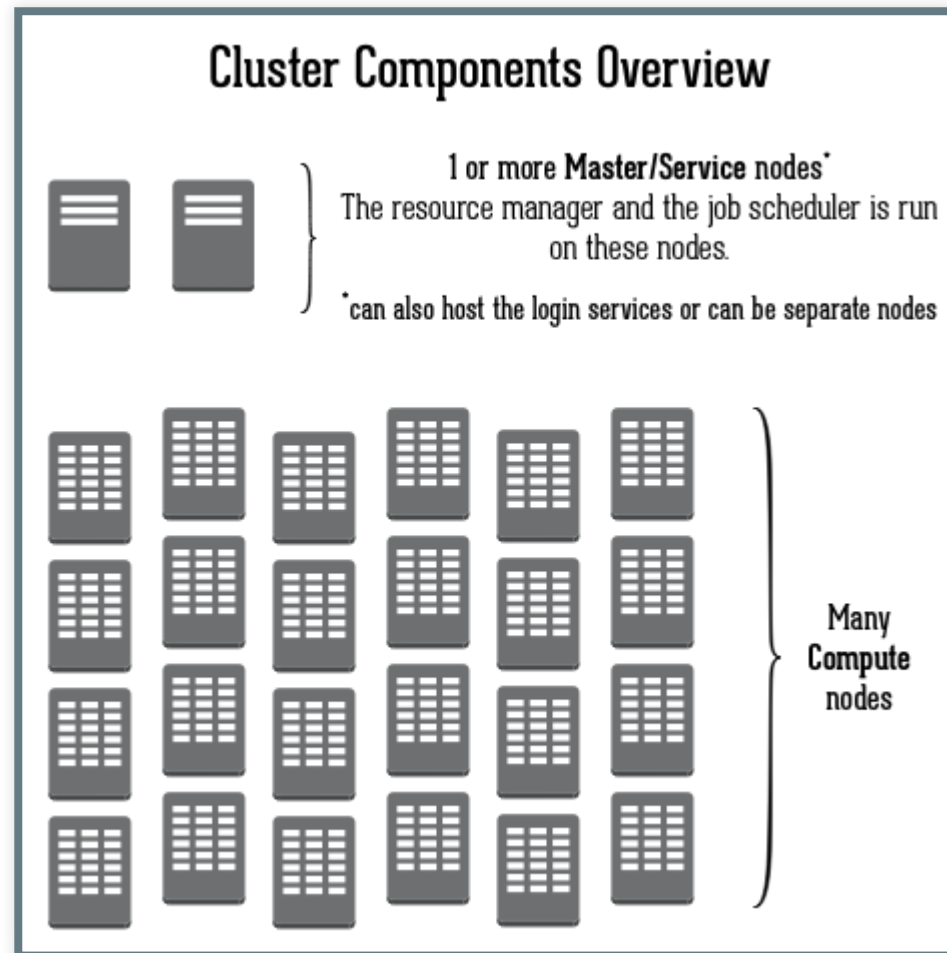 Cluster Components Overview
1 or more Master/Service nodes*
The resource manager and the job scheduler is run
on these nodes.
*can also host the login services or can be separate nodes
Many
Compute
nodes